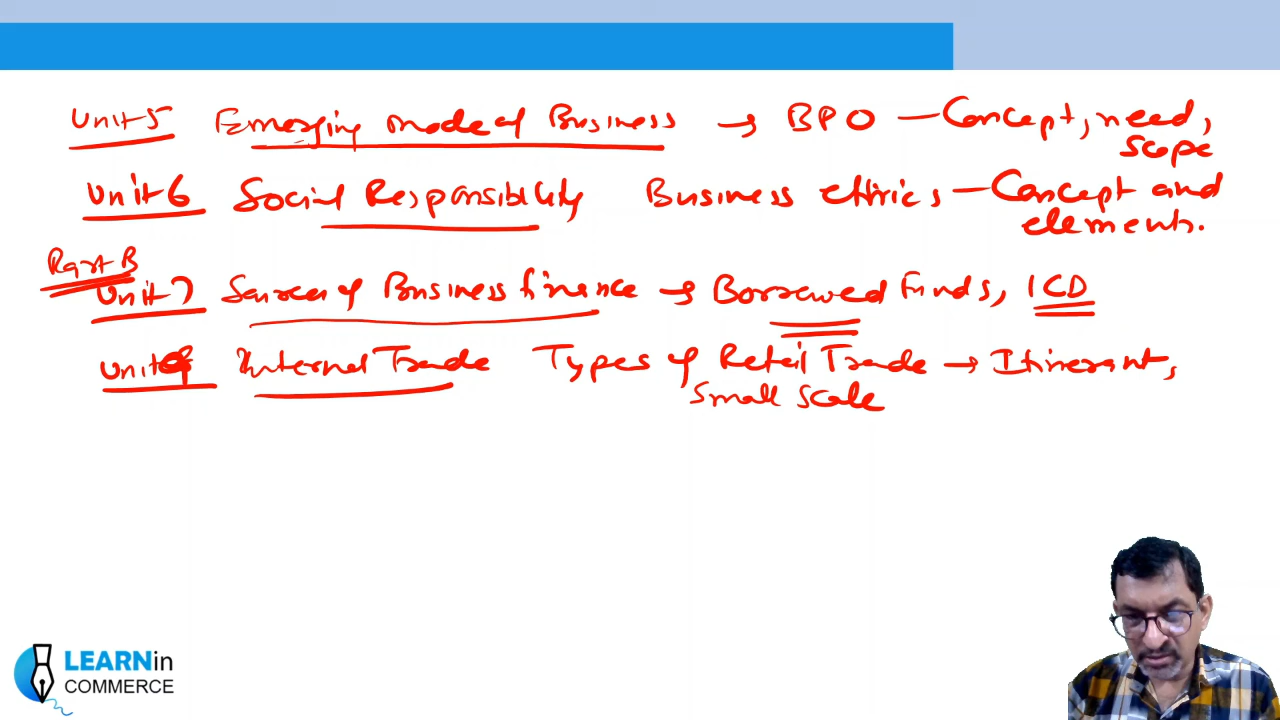 Unit 5 Emerging mode of Business → BPO — Concept, need, scope
Unit 6 Social Responsibility Business ethics — Concept and elements.
Part B
Unit 7 Sources of Business finance → Borrowed Funds, ICD
Unit 9 Internal Trade Types of Retail Trade → Itinerant, Small Scale
LEARNin
COMMERCE